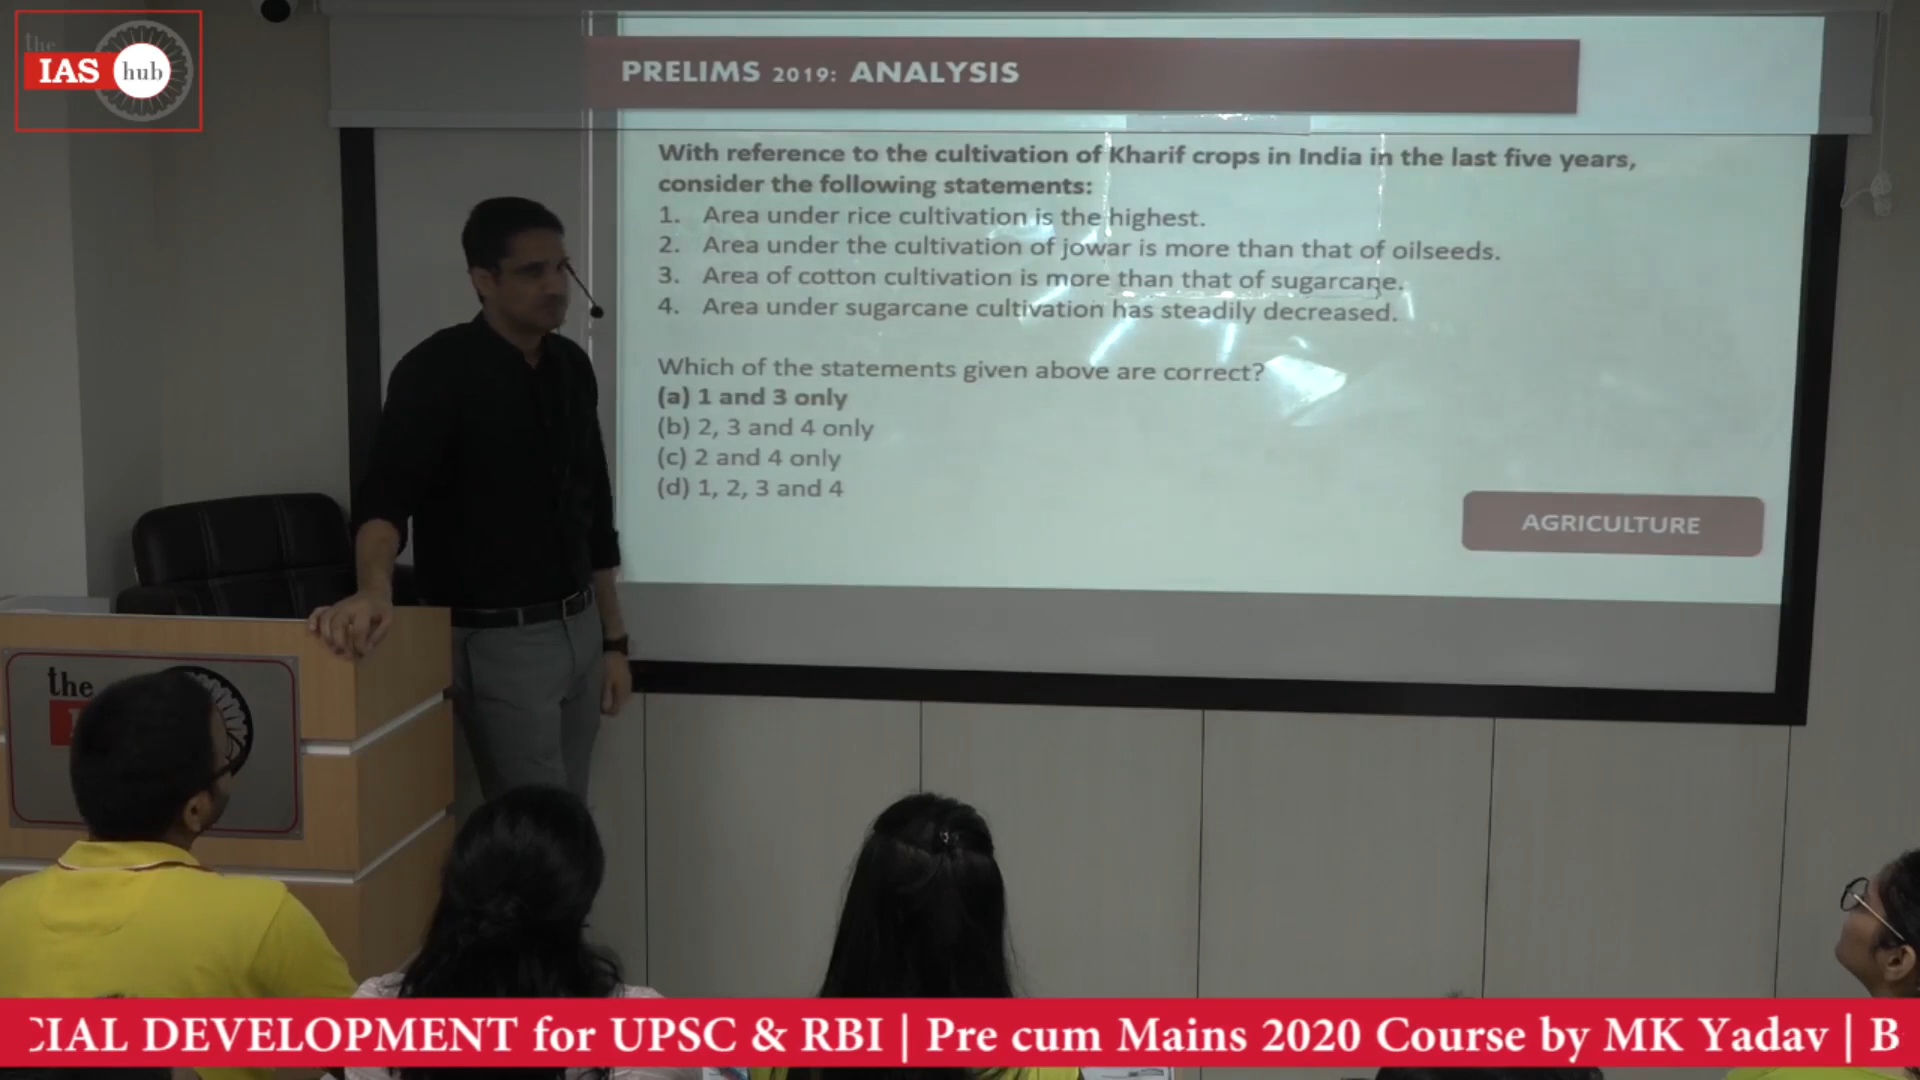 the
IAS hub
PRELIMS 2019: ANALYSIS
With reference to the cultivation of Kharif crops in India in the last five years,
consider the following statements:
1. Area under rice cultivation is the highest.
2. Area under the cultivation of jowar is more than that of oilseeds.
3. Area of cotton cultivation is more than that of sugarcane.
4. Area under sugarcane cultivation has steadily decreased.
Which of the statements given above are correct?
(a) 1 and 3 only
(b) 2, 3 and 4 only
(c) 2 and 4 only
(d) 1, 2, 3 and 4
AGRICULTURE
the
CIAL DEVELOPMENT for UPSC & RBI | Pre cum Mains 2020 Course by MK Yadav | B